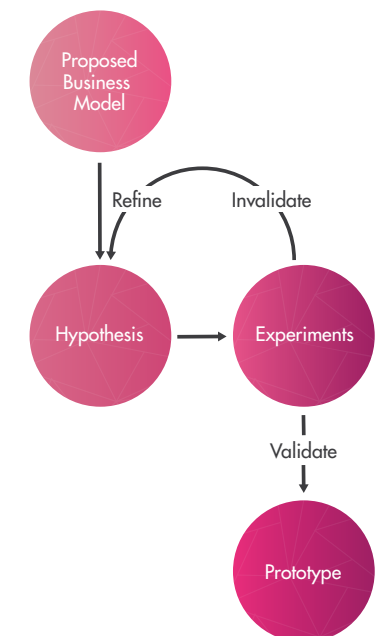 Proposed
Business
Model
Refine
Invalidate
Hypothesis
Experiments
Validate
Prototype